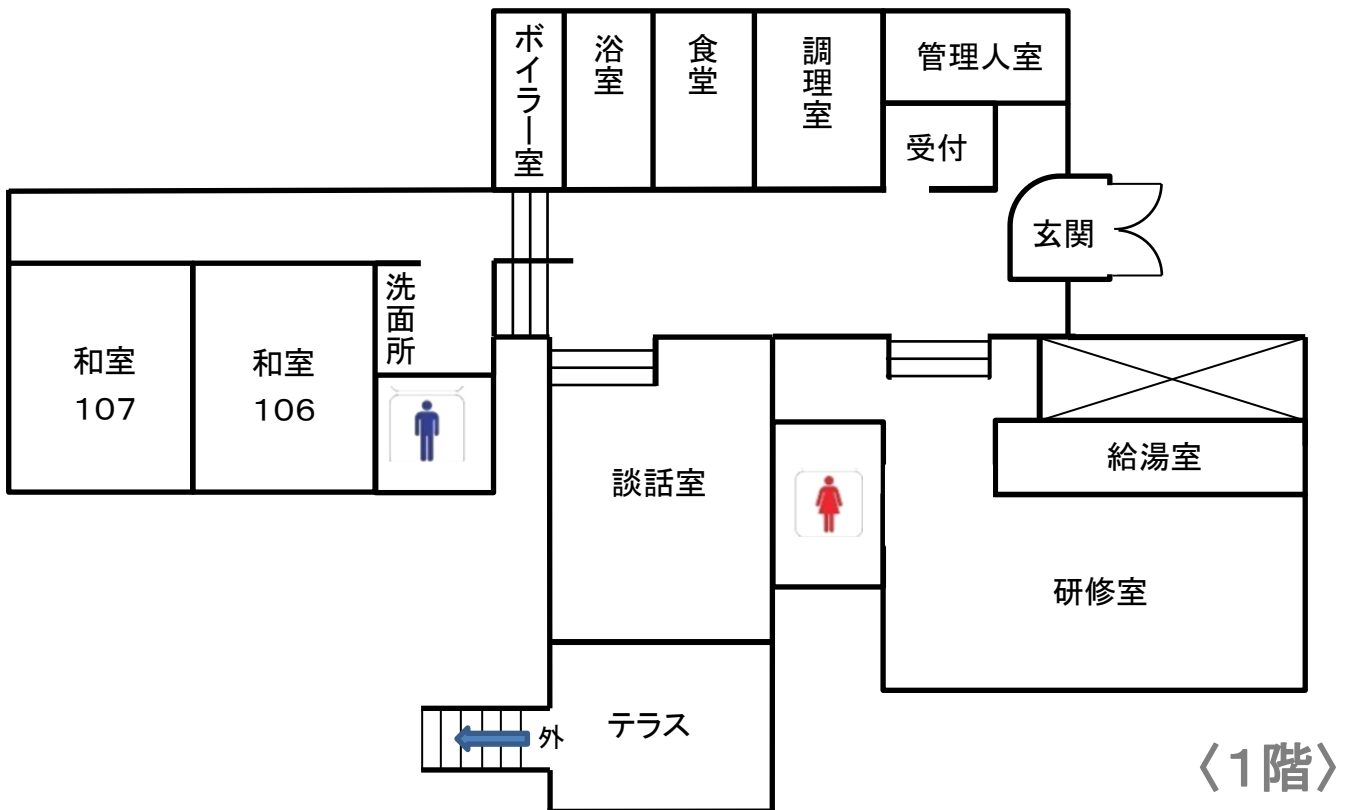 ボイラー室
浴室
食堂
調理室
管理人室
受付
玄関
洗面所
和室
107
和室
106
談話室
給湯室
研修室
テラス
外
〈1階〉